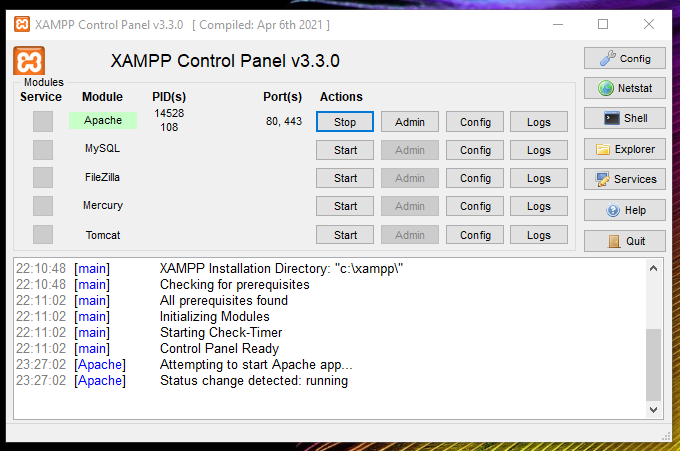 XAMPP Control Panel v3.3.0 [ Compiled: Apr 6th 2021 ]
XAMPP Control Panel v3.3.0
Config
Modules
Service Module PID(s) Port(s) Actions
Netstat
Apache 14528 108 80, 443 Stop Admin Config Logs
Shell
MySQL Start Admin Config Logs
Explorer
FileZilla Start Admin Config Logs
Services
Mercury Start Admin Config Logs
Help
Tomcat Start Admin Config Logs
Quit
22:10:48 [main] XAMPP Installation Directory: "c:\xampp\"
22:10:48 [main] Checking for prerequisites
22:11:02 [main] All prerequisites found
22:11:02 [main] Initializing Modules
22:11:02 [main] Starting Check-Timer
22:11:02 [main] Control Panel Ready
23:27:02 [Apache] Attempting to start Apache app...
23:27:02 [Apache] Status change detected: running